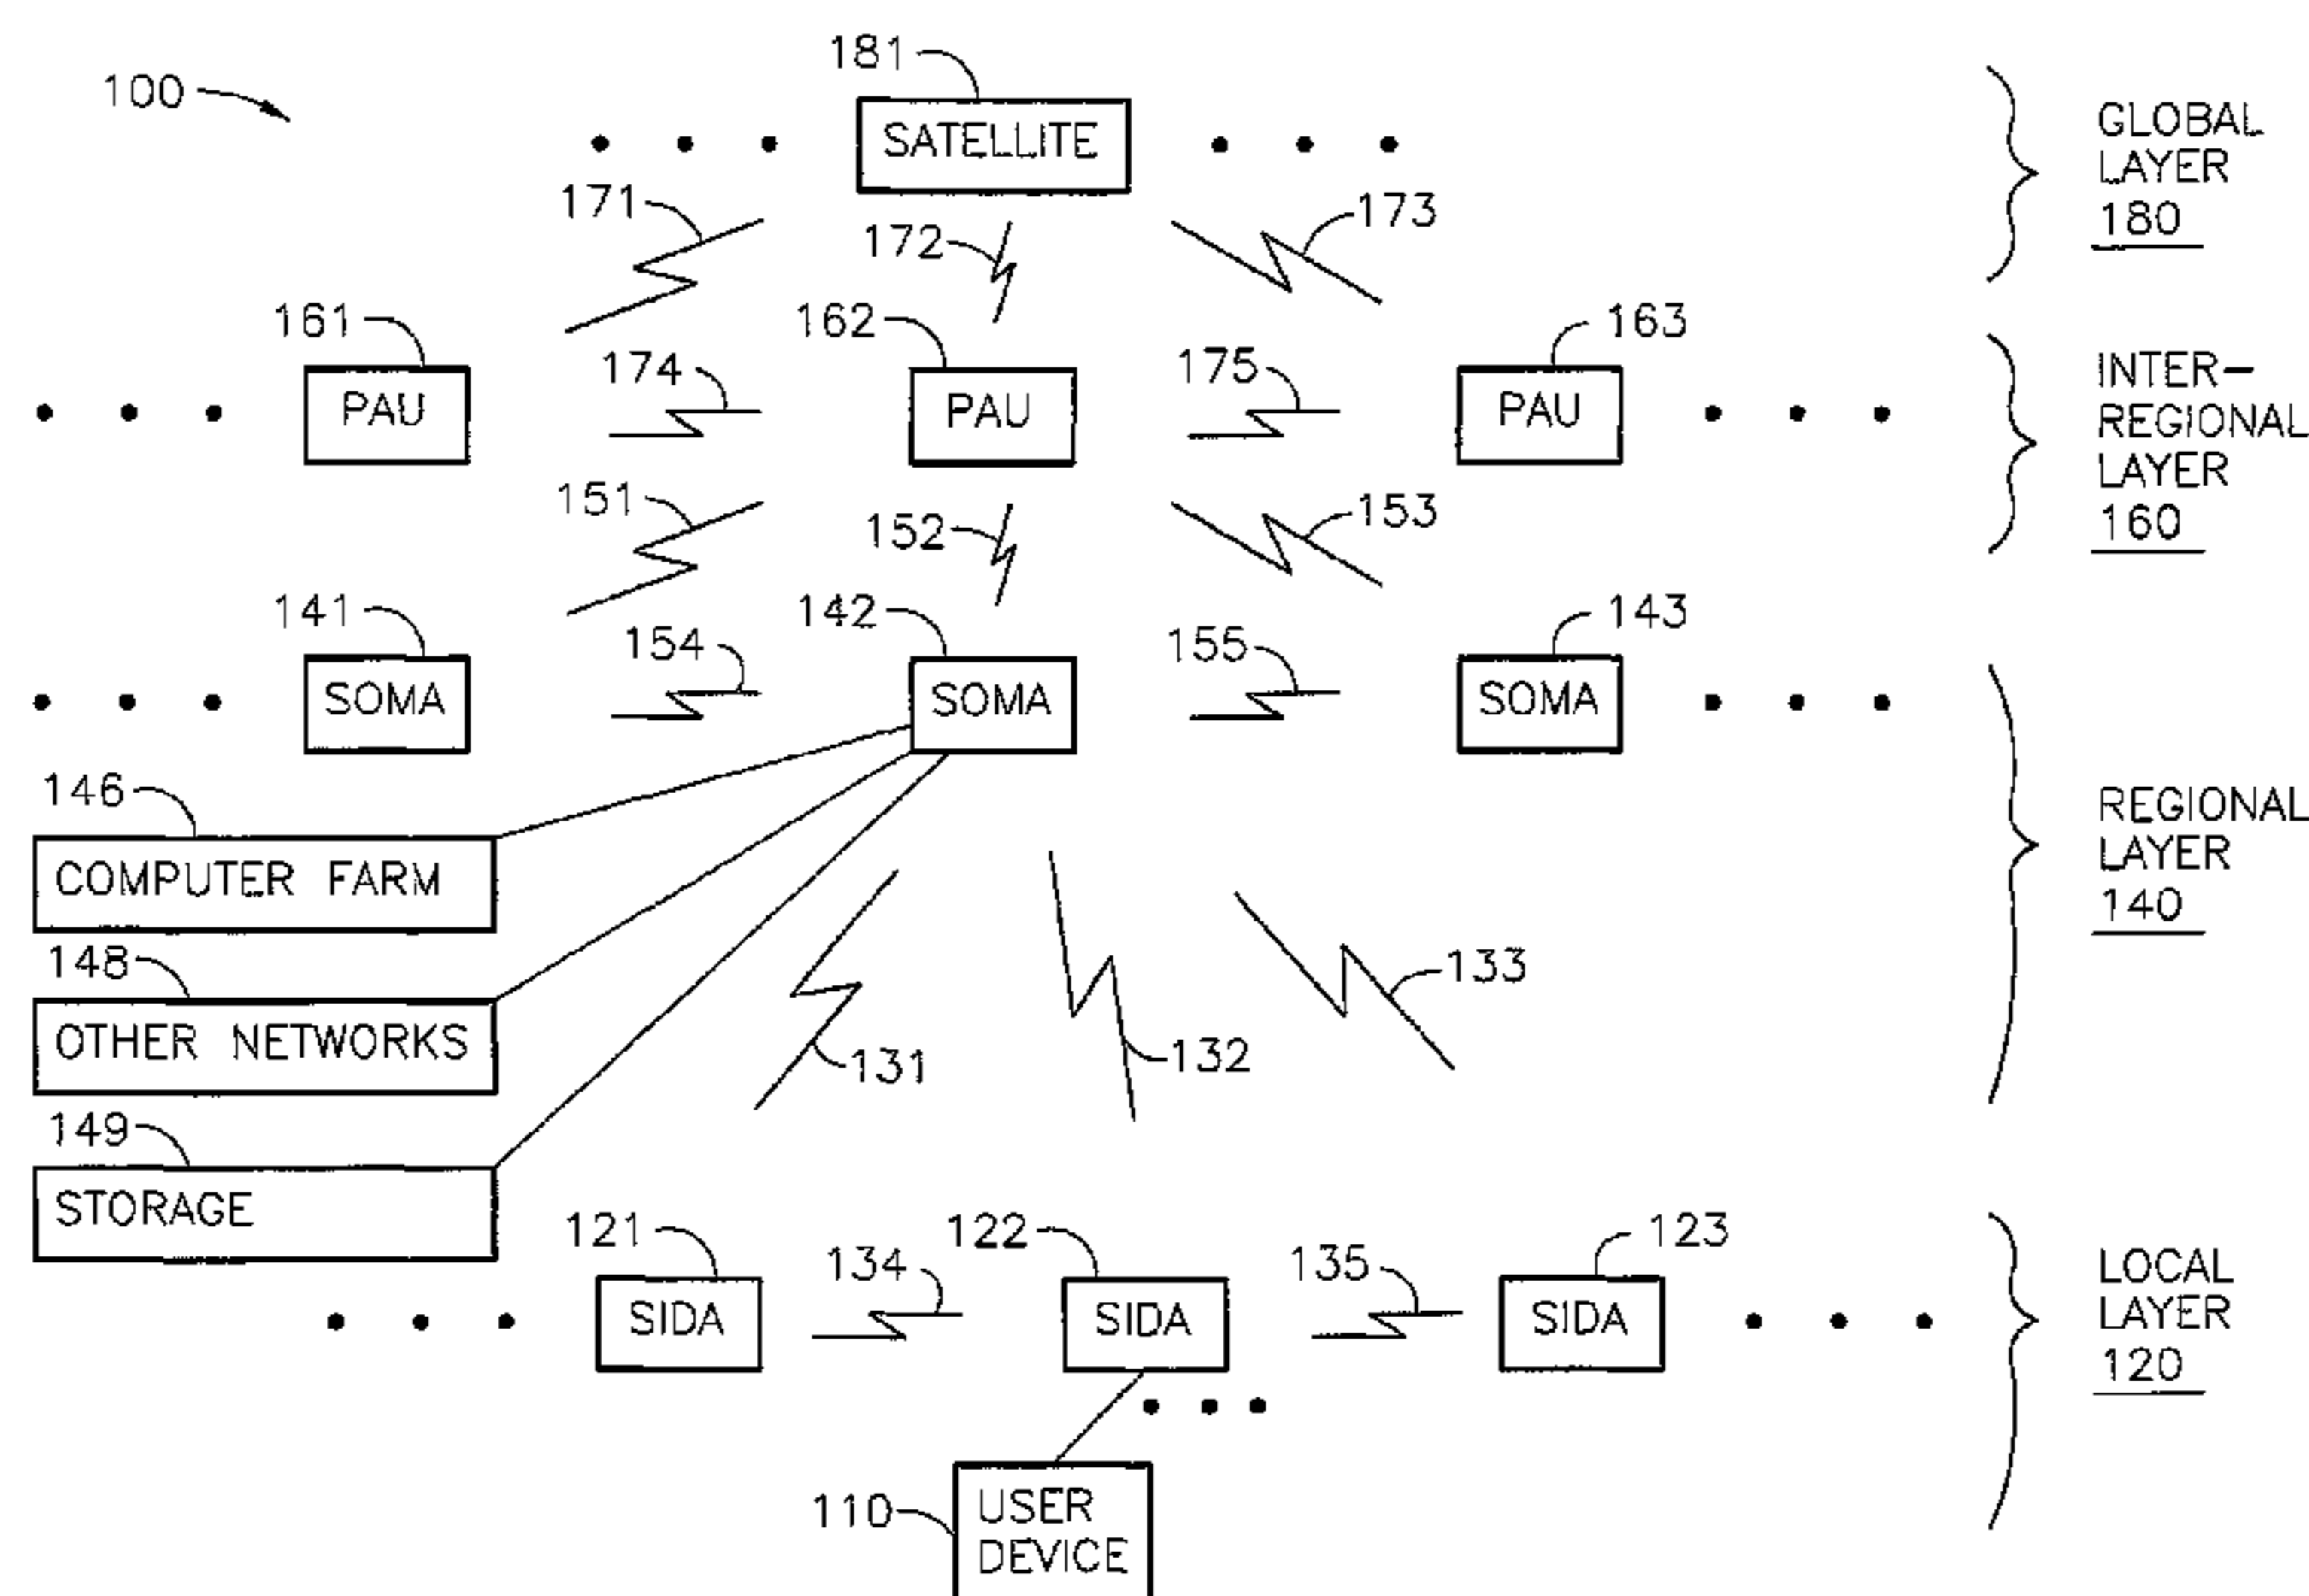 181
100
SATELLITE
GLOBAL
LAYER
180
171
172
173
161
162
163
174
175
PAU
PAU
PAU
INTER-
REGIONAL
LAYER
160
151
152
153
141
142
143
154
155
SOMA
SOMA
SOMA
146
COMPUTER FARM
REGIONAL
LAYER
140
148
OTHER NETWORKS
131
132
133
149
STORAGE
121
122
123
134
135
SIDA
SIDA
SIDA
LOCAL
LAYER
120
110
USER
DEVICE